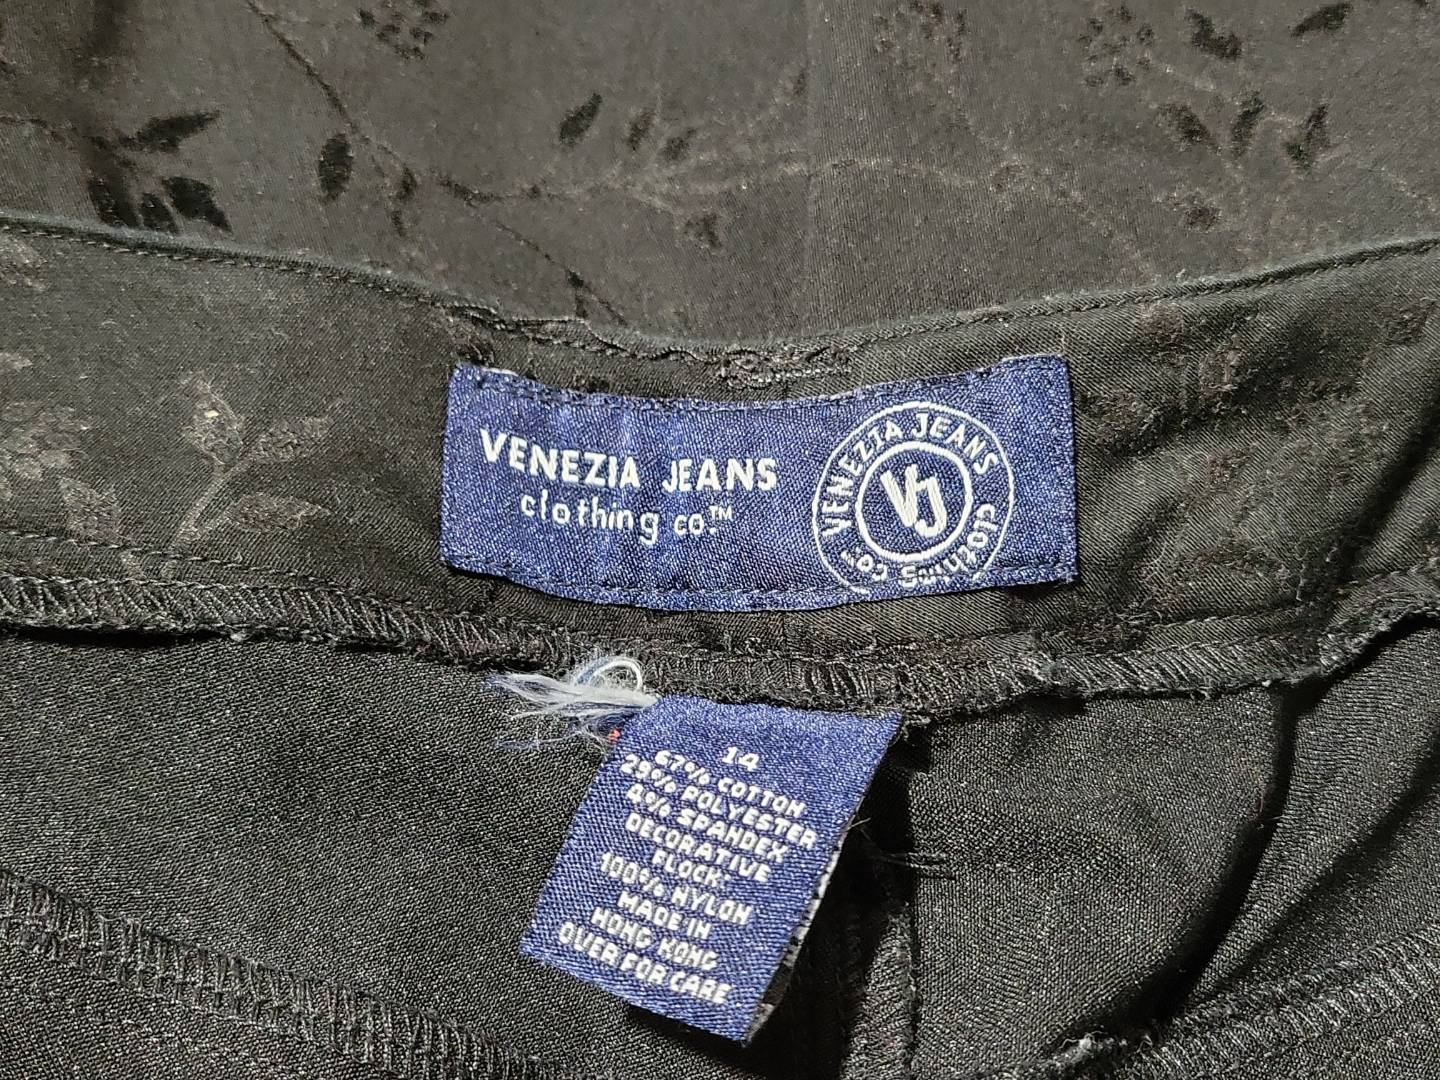 VENEZIA JEANS
clothing co.™
VENEZIA JEANS
clothing co.™
VJ
14
67% COTTON
29% POLYESTER
4% SPANDEX
DECORATIVE
FLOCK:
100% NYLON
MADE IN
HONG KONG
OVER FOR CARE